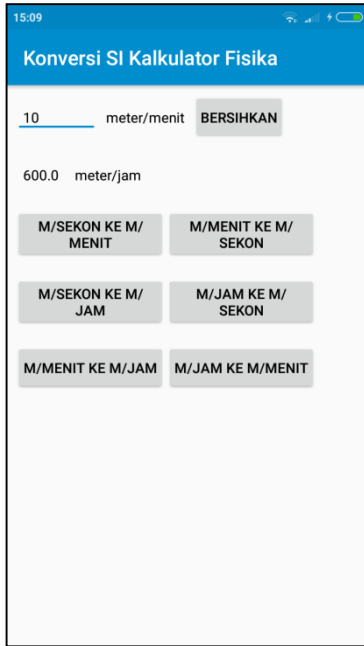 15:09
Konversi SI Kalkulator Fisika
10 meter/menit BERSIHKAN
600.0 meter/jam
M/SEKON KE M/
MENIT
M/MENIT KE M/
SEKON
M/SEKON KE M/
JAM
M/JAM KE M/
SEKON
M/MENIT KE M/JAM
M/JAM KE M/MENIT